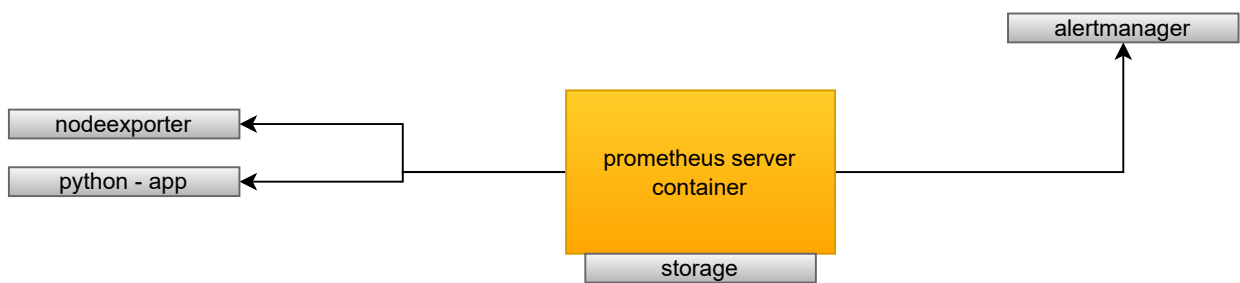 alertmanager
nodeexporter
python - app
prometheus server
container
storage